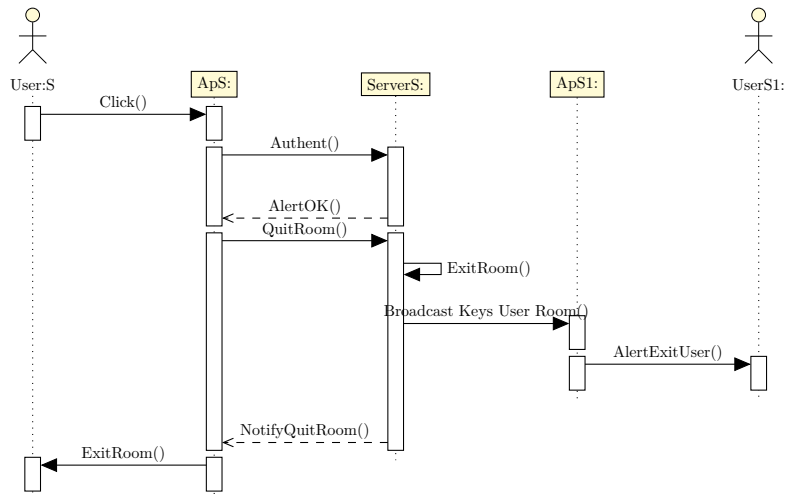 User:S
ApS:
ServerS:
ApS1:
UserS1:
Click()
Authent()
AlertOK()
QuitRoom()
ExitRoom()
Broadcast Keys User Room()
AlertExitUser()
NotifyQuitRoom()
ExitRoom()